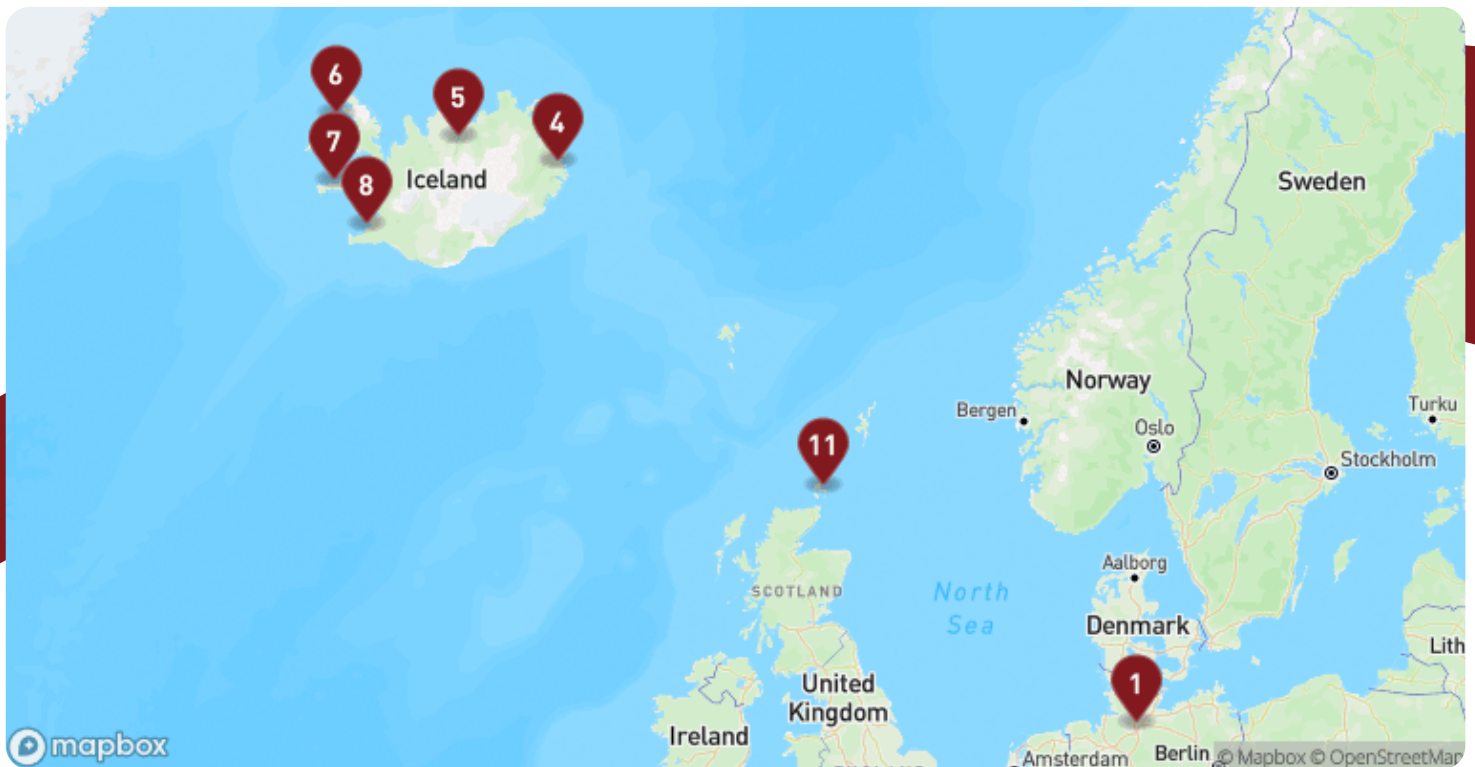 6
5
4
7
8
Iceland
Sweden
Norway
Bergen
Oslo
Turku
Stockholm
11
Aalborg
SCOTLAND
North
Sea
Denmark
Lith
1
United
Kingdom
Ireland
mapbox
Amsterdam
Berlin
© Mapbox © OpenStreetMap